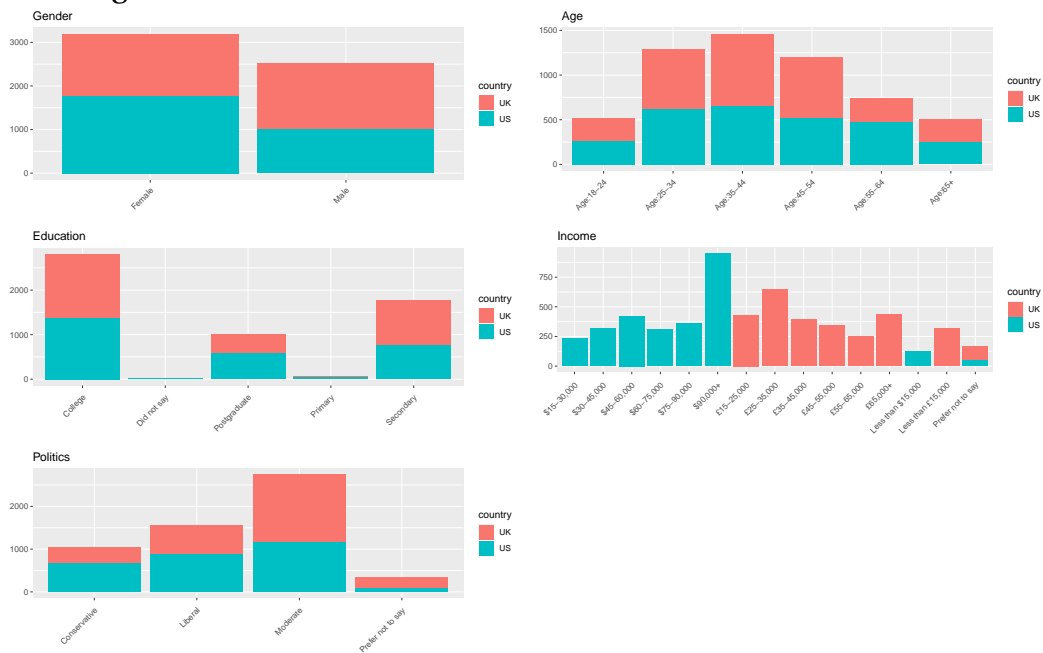 Gender
3000
2000
1000
0
Female
Male
country
UK
US
Age
1500
1000
500
0
Age:18−24
Age:25−34
Age:35−44
Age:45−54
Age:55−64
Age:65+
country
UK
US
Education
2000
1000
0
College
Did not say
Postgraduate
Primary
Secondary
country
UK
US
Income
750
500
250
0
$15−30,000
$30−45,000
$45−60,000
$60−75,000
$75−90,000
$90,000+
£15−25,000
£25−35,000
£35−45,000
£45−55,000
£55−65,000
£65,000+
Less than $15,000
Less than £15,000
Prefer not to say
country
UK
US
Politics
2000
1000
0
Conservative
Liberal
Moderate
Prefer not to say
country
UK
US